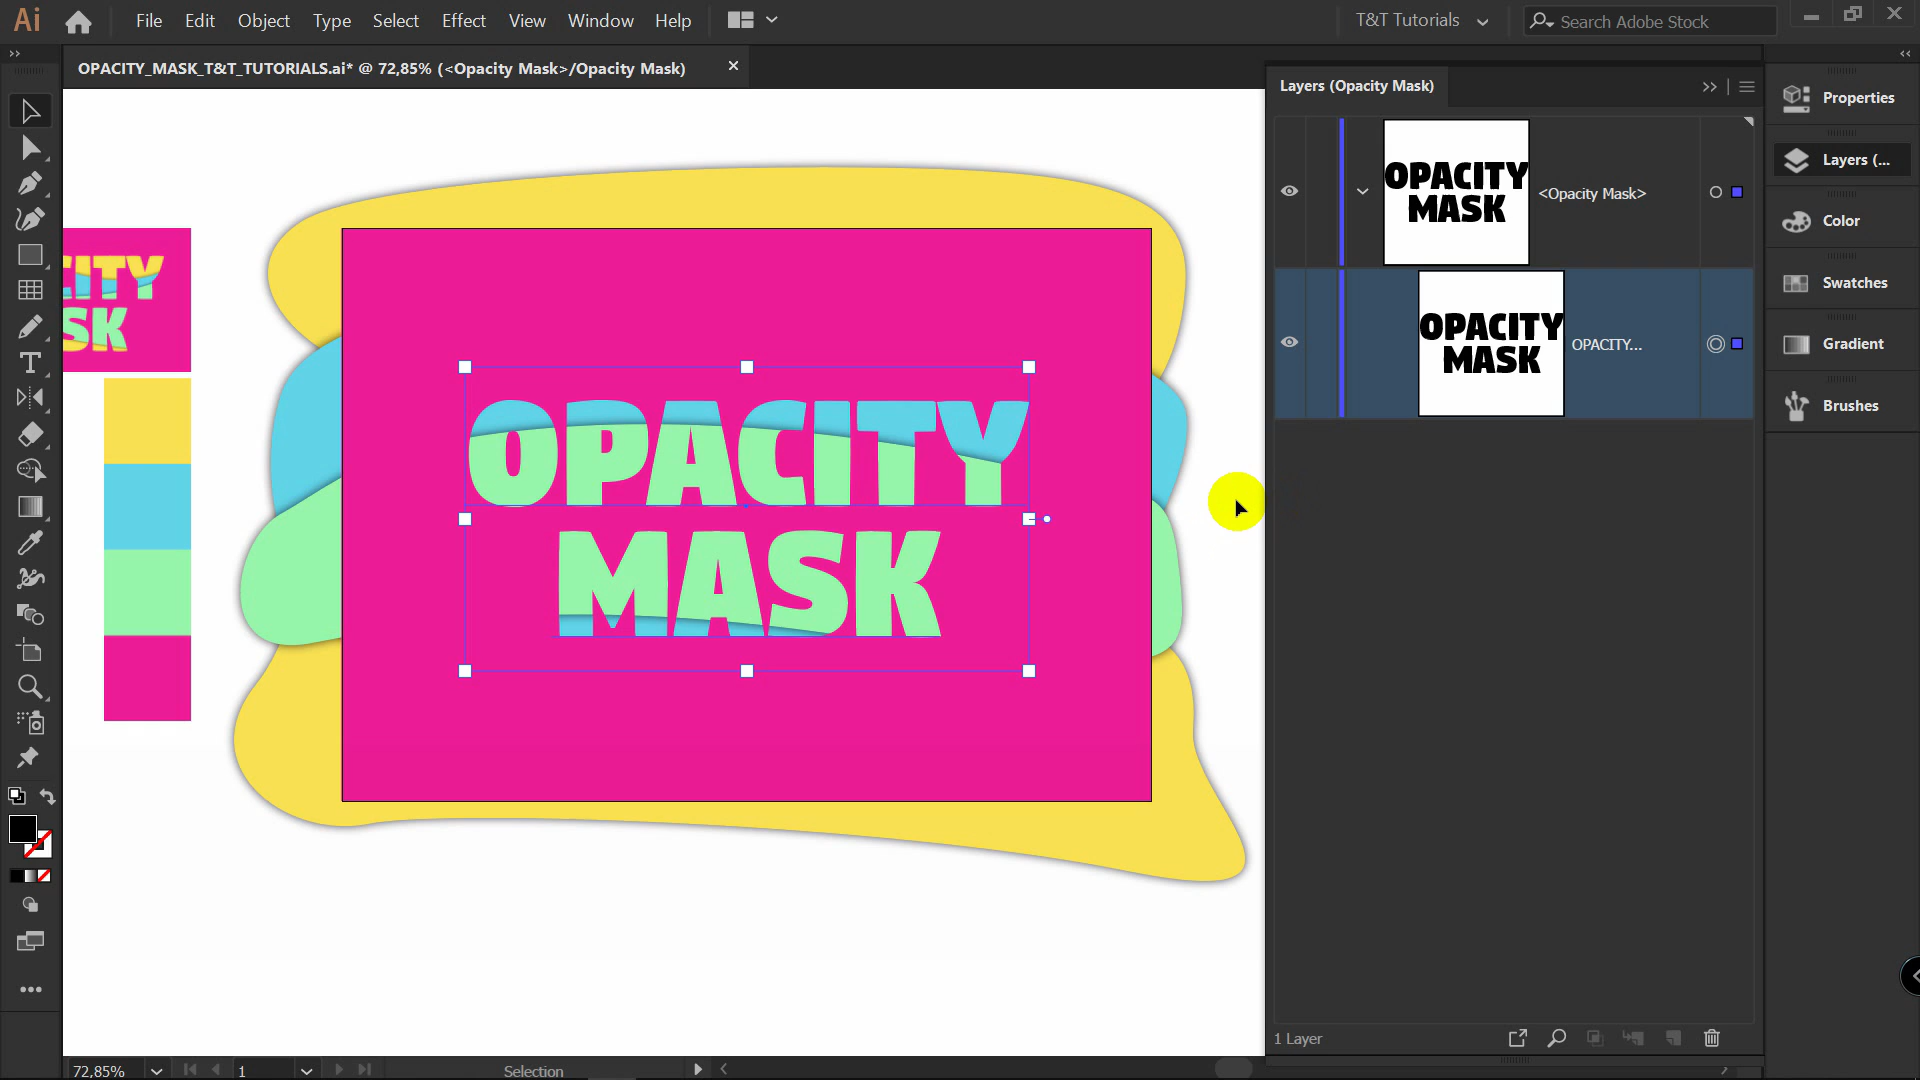 Ai File Edit Object Type Select Effect View Window Help T&T Tutorials Search Adobe Stock
OPACITY_MASK_T&T_TUTORIALS.ai* @ 72,85% (<Opacity Mask>/Opacity Mask)
Layers (Opacity Mask)
OPACITY
MASK
<Opacity Mask>
OPACITY
MASK
OPACITY...
1 Layer
Properties
Layers (...
Color
Swatches
Gradient
Brushes
CITY
SK
OPACITY
MASK
72,85% 1 Selection